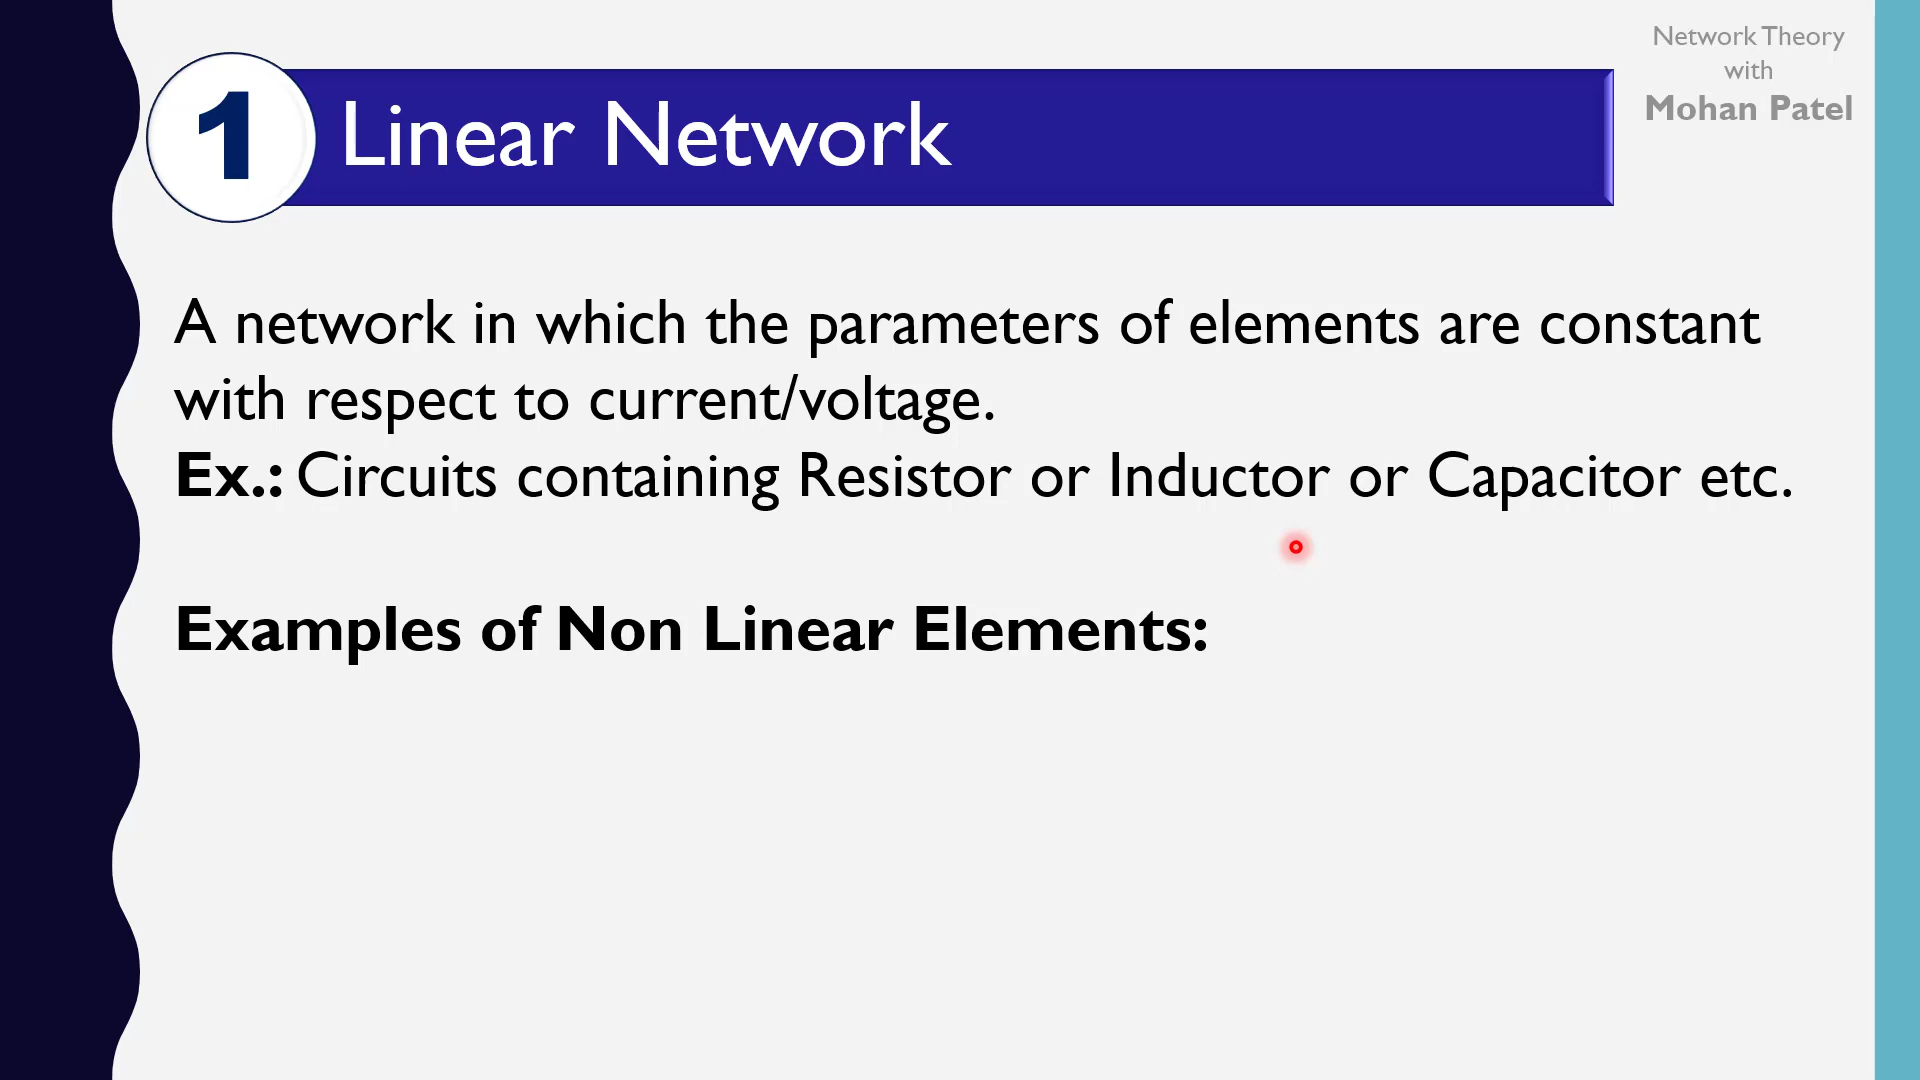 Network Theory
with
Mohan Patel
1
Linear Network
A network in which the parameters of elements are constant
with respect to current/voltage.
Ex.: Circuits containing Resistor or Inductor or Capacitor etc.
Examples of Non Linear Elements: